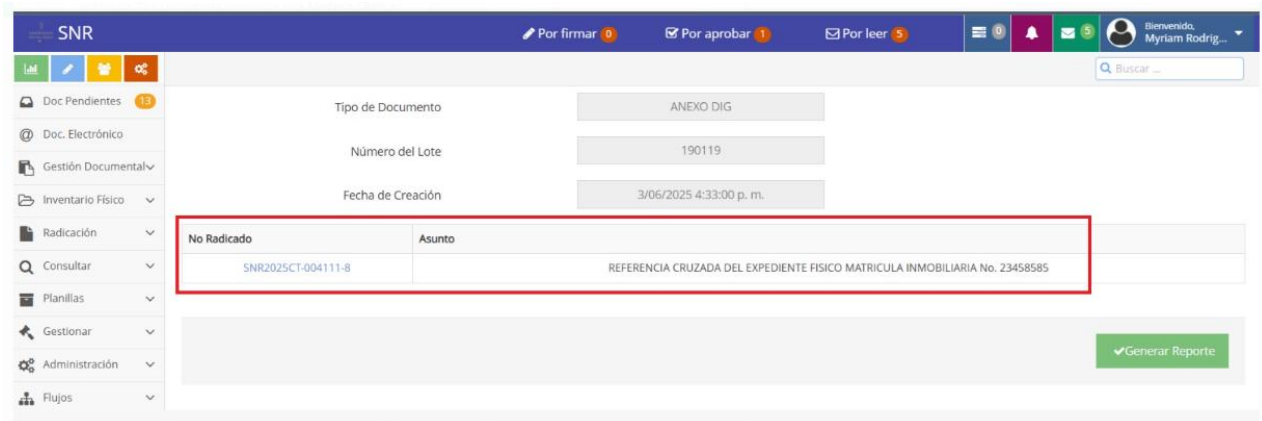 SNR
Por firmar 0
Por aprobar 1
Por leer 5
0
5
Bienvenido,
Myriam Rodrig...
Buscar ...
Doc Pendientes 13
Doc. Electrónico
Gestión Documental
Inventario Físico
Radicación
Consultar
Planillas
Gestionar
Administración
Flujos
Tipo de Documento ANEXO DIG
Número del Lote 190119
Fecha de Creación 3/06/2025 4:33:00 p. m.
No Radicado Asunto
SNR2025CT-004111-8 REFERENCIA CRUZADA DEL EXPEDIENTE FISICO MATRICULA INMOBILIARIA No. 23458585
Generar Reporte